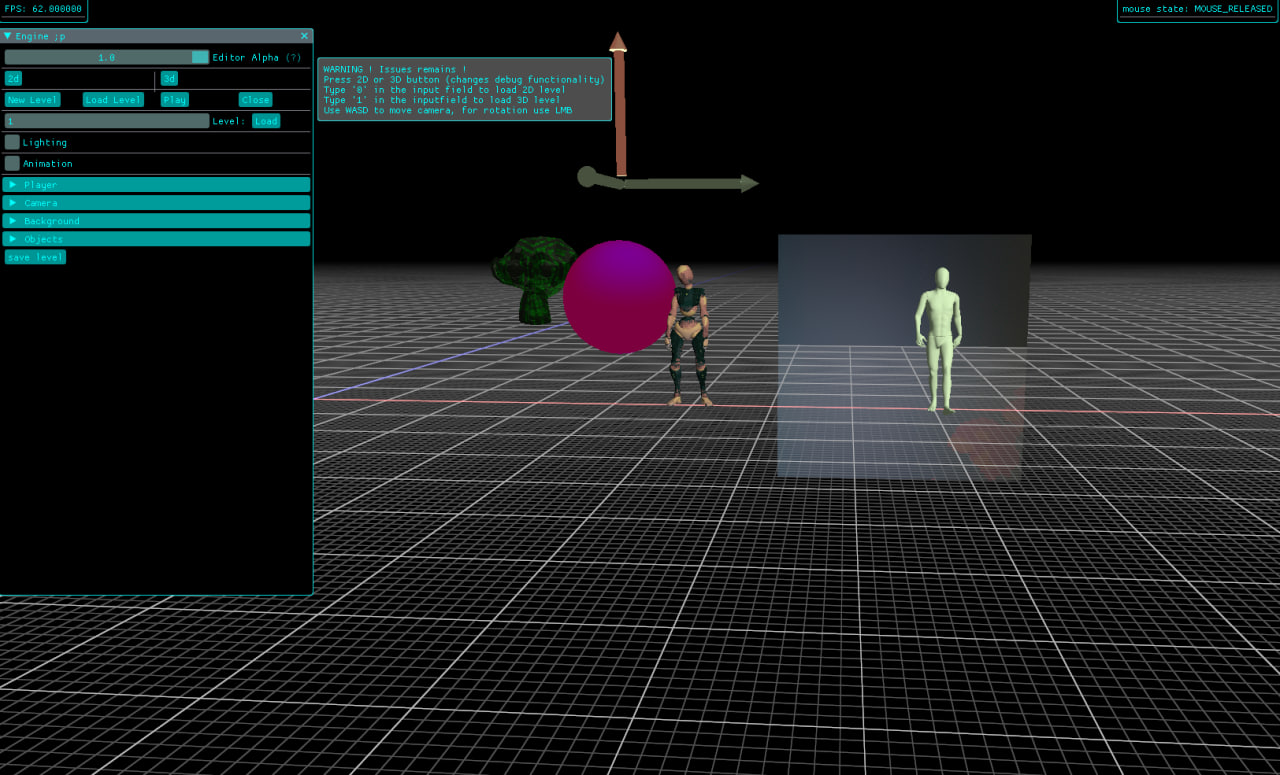 FPS: 62.000000
mouse state: MOUSE_RELEASED
Engine ;p
1.0 Editor Alpha (?)
2d 3d
New Level Load Level Play Close
1 Level: Load
Lighting
Animation
Player
Camera
Background
Objects
save level
WARNING ! Issues remains !
Press 2D or 3D button (changes debug functionality)
Type '0' in the input field to load 2D level
Type '1' in the inputfield to load 3D level
Use WASD to move camera, for rotation use LMB